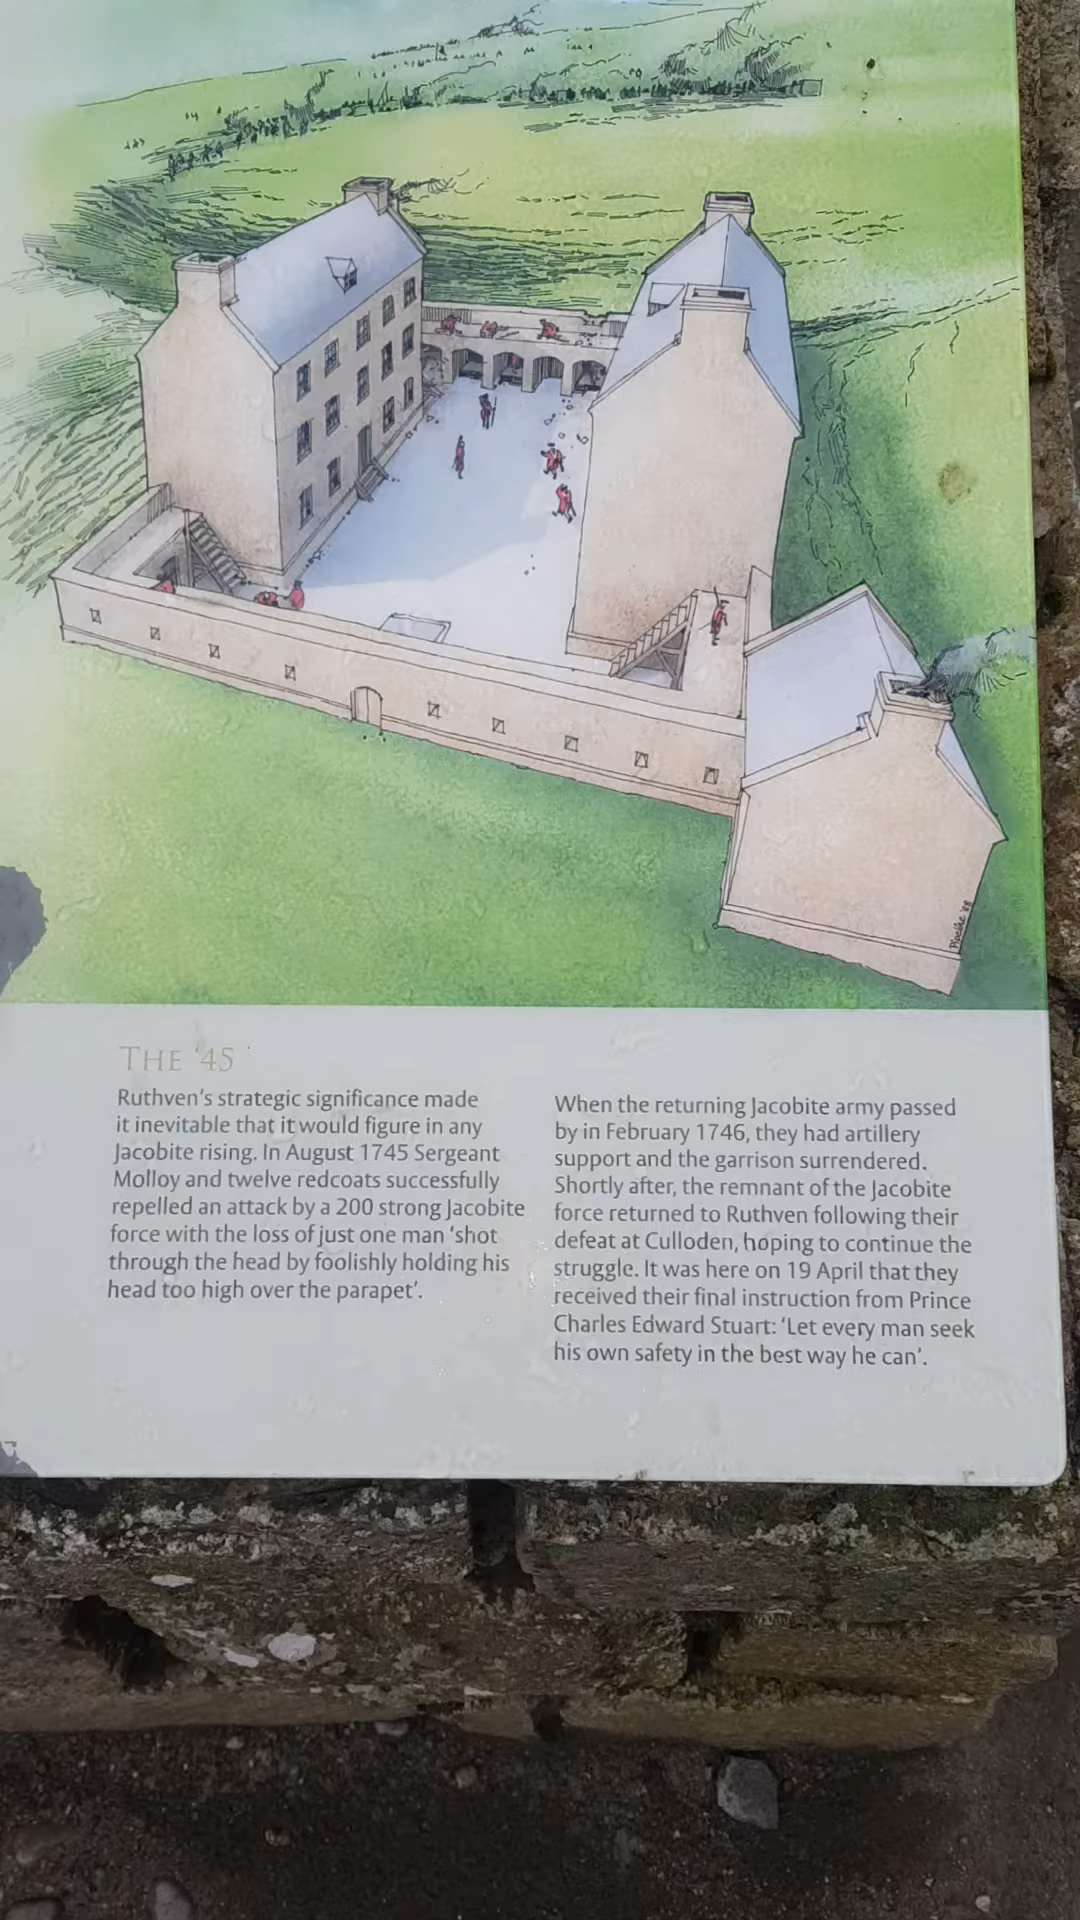 THE '45
Ruthven's strategic significance made
it inevitable that it would figure in any
Jacobite rising. In August 1745 Sergeant
Molloy and twelve redcoats successfully
repelled an attack by a 200 strong Jacobite
force with the loss of just one man 'shot
through the head by foolishly holding his
head too high over the parapet'.
When the returning Jacobite army passed
by in February 1746, they had artillery
support and the garrison surrendered.
Shortly after, the remnant of the Jacobite
force returned to Ruthven following their
defeat at Culloden, hoping to continue the
struggle. It was here on 19 April that they
received their final instruction from Prince
Charles Edward Stuart: 'Let every man seek
his own safety in the best way he can'.